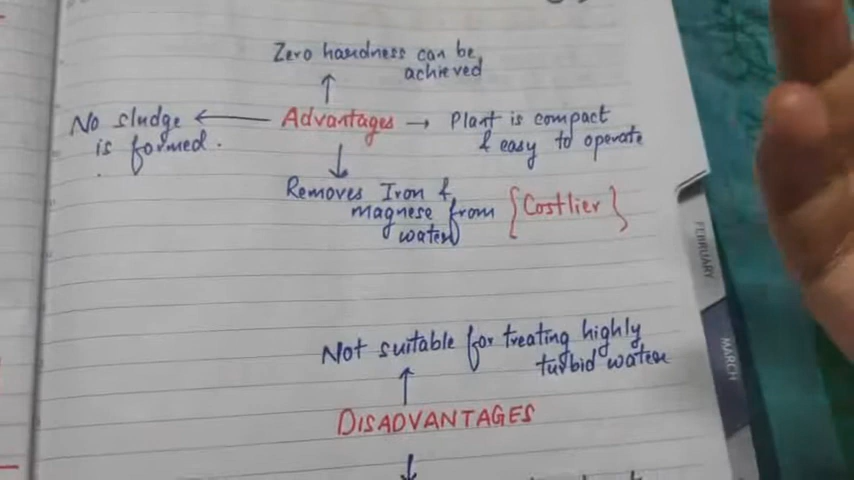 Zero hardness can be
achieved
No sludge
is formed.
Advantages
Plant is compact
& easy to operate
Removes Iron &
magnese from
water
{Costlier}
FEBRUARY
MARCH
Not suitable for treating highly
turbid water
DISADVANTAGES